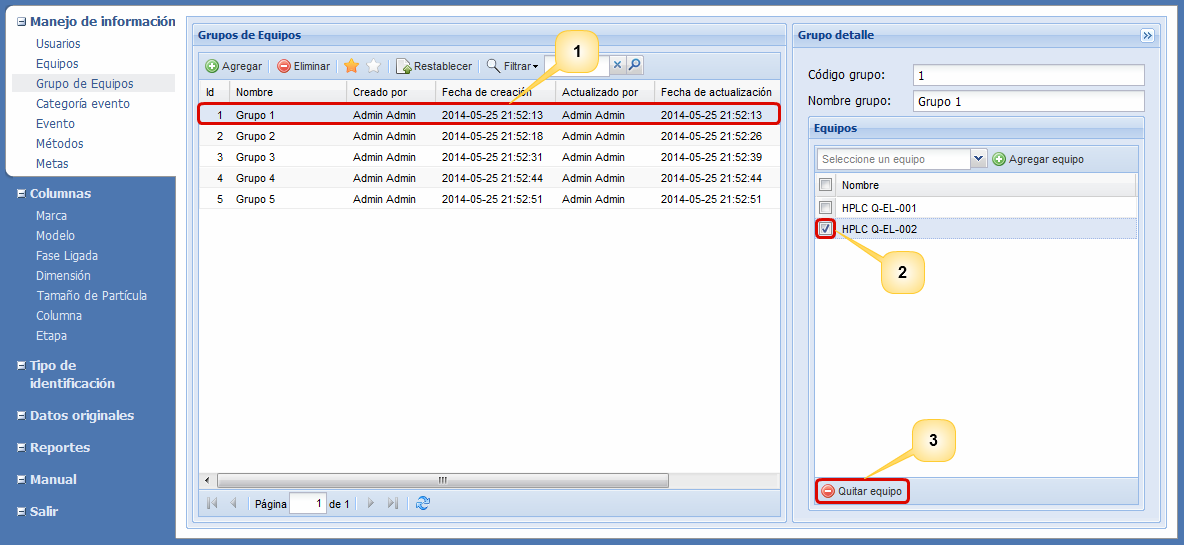 Manejo de información
Usuarios
Equipos
Grupo de Equipos
Categoría evento
Evento
Métodos
Metas
Columnas
Marca
Modelo
Fase Ligada
Dimensión
Tamaño de Partícula
Columna
Etapa
Tipo de
identificación
Datos originales
Reportes
Manual
Salir
Grupos de Equipos
Agregar Eliminar Restablecer Filtrar
1
Id Nombre Creado por Fecha de creación Actualizado por Fecha de actualización
1 Grupo 1 Admin Admin 2014-05-25 21:52:13 Admin Admin 2014-05-25 21:52:13
2 Grupo 2 Admin Admin 2014-05-25 21:52:18 Admin Admin 2014-05-25 21:52:26
3 Grupo 3 Admin Admin 2014-05-25 21:52:31 Admin Admin 2014-05-25 21:52:39
4 Grupo 4 Admin Admin 2014-05-25 21:52:44 Admin Admin 2014-05-25 21:52:44
5 Grupo 5 Admin Admin 2014-05-25 21:52:51 Admin Admin 2014-05-25 21:52:51
Página 1 de 1
Grupo detalle
Código grupo: 1
Nombre grupo: Grupo 1
Equipos
Seleccione un equipo Agregar equipo
Nombre
HPLC Q-EL-001
HPLC Q-EL-002
2
3
Quitar equipo